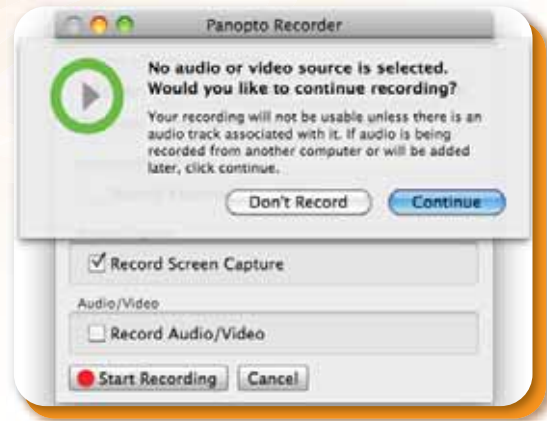 Panopto Recorder
No audio or video source is selected.
Would you like to continue recording?
Your recording will not be usable unless there is an
audio track associated with it. If audio is being
recorded from another computer or will be added
later, click continue.
Don't Record
Continue
Record Screen Capture
Audio/Video
Record Audio/Video
Start Recording
Cancel